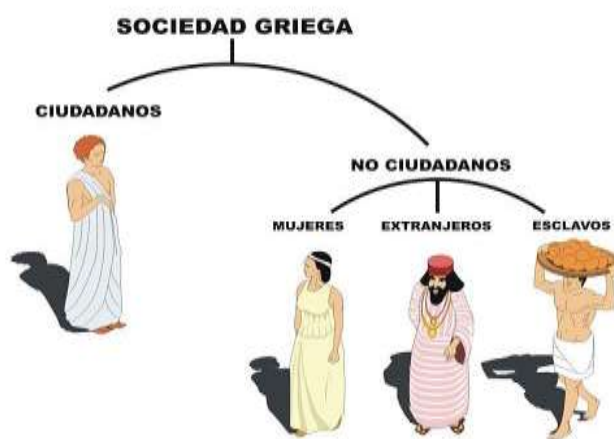 SOCIEDAD GRIEGA
CIUDADANOS
NO CIUDADANOS
MUJERES
EXTRANJEROS
ESCLAVOS